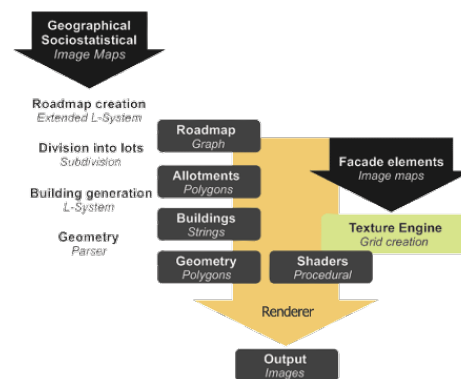 Geographical
Sociostatistical
Image Maps
Roadmap creation
Extended L-System
Division into lots
Subdivision
Building generation
L-System
Geometry
Parser
Roadmap
Graph
Allotments
Polygons
Buildings
Strings
Geometry
Polygons
Shaders
Procedural
Facade elements
Image maps
Texture Engine
Grid creation
Renderer
Output
Images